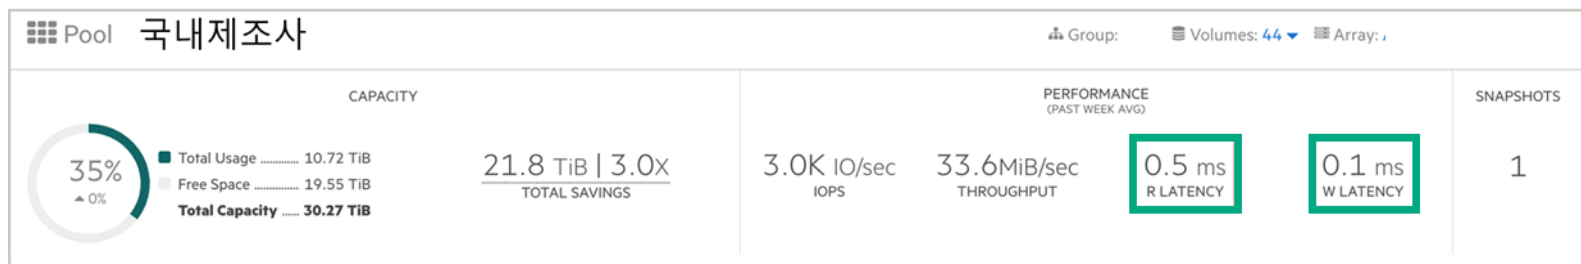 Pool 국내제조사
Group:
Volumes: 44
Array:
CAPACITY
35%
0%
Total Usage ............ 10.72 TiB
Free Space .............. 19.55 TiB
Total Capacity ...... 30.27 TiB
21.8 TiB | 3.0X
TOTAL SAVINGS
PERFORMANCE
(PAST WEEK AVG)
3.0K IO/sec
IOPS
33.6MiB/sec
THROUGHPUT
0.5 ms
R LATENCY
0.1 ms
W LATENCY
SNAPSHOTS
1